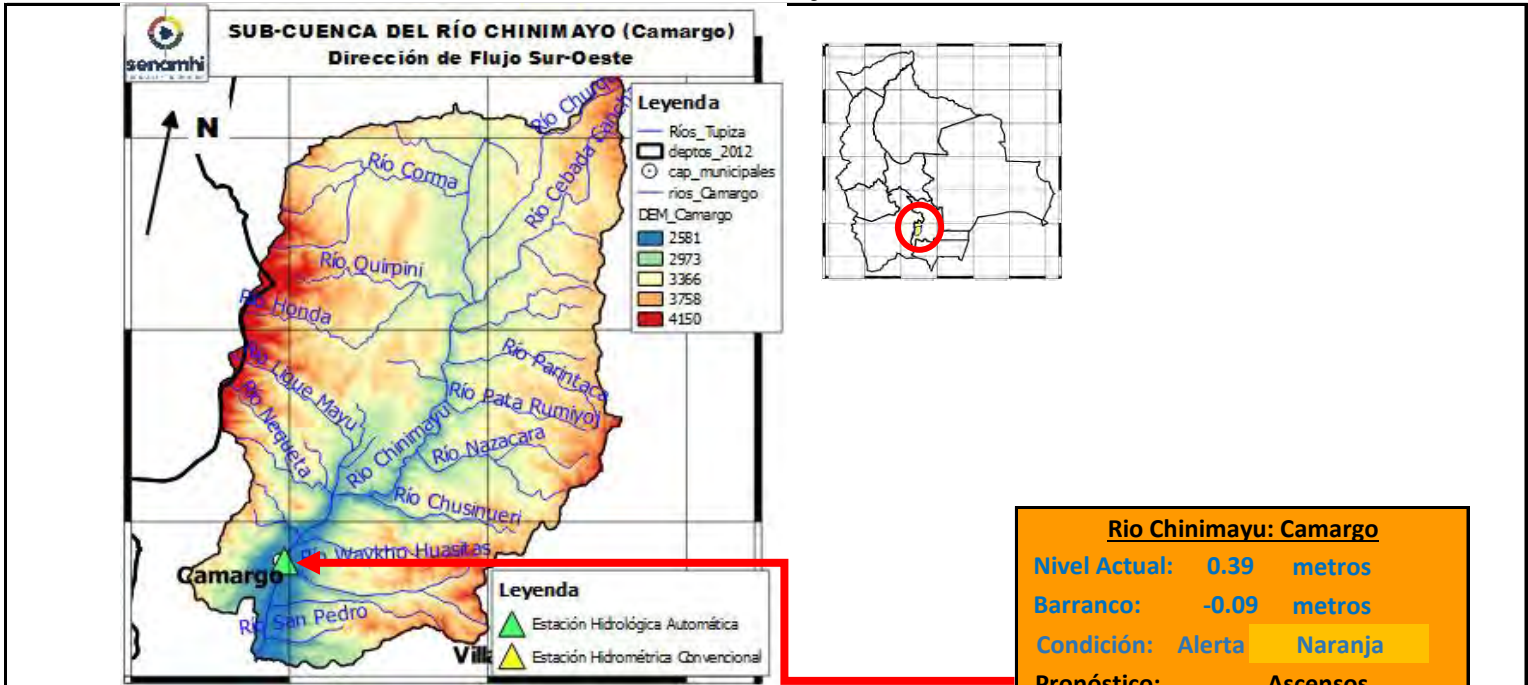 SUB-CUENCA DEL RÍO CHINIMAYO (Camargo)
Dirección de Flujo Sur-Oeste
senamhi
N
Leyenda
Ríos_Tupiza
deptos_2012
cap_municipales
rios_Camargo
DEM_Camargo
2581
2973
3366
3758
4150
Río
Río Cebada
Río Corma
Río Quirpini
Río Honda
Río Parintaca
Río Lique Mayu
Río Pata Rumiyoj
Río Nequeta
Rio Chinimayu
Río Nazacara
Río Chusinueri
Río Waykho Huasitas
Camargo
Río San Pedro
Leyenda
Estación Hidrológica Automática
Estación Hidrométrica Convencional
Rio Chinimayu: Camargo
Nivel Actual: 0.39 metros
Barranco: -0.09 metros
Condición: Alerta Naranja
Pronóstico: Ascensos